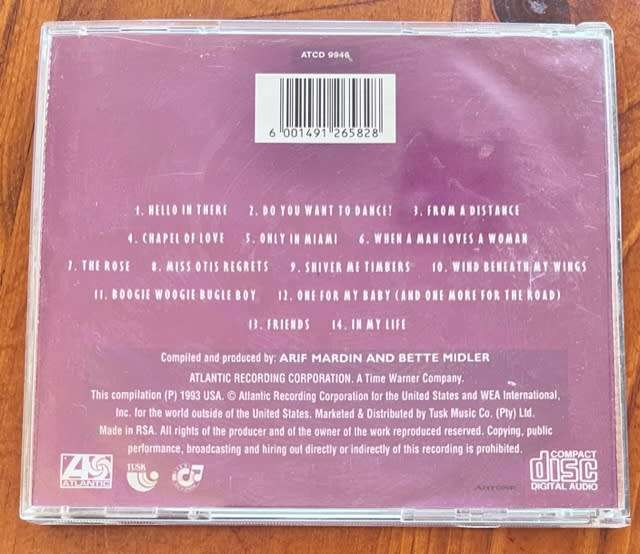 ATCD 9946
6 001491 265828
1. HELLO IN THERE 2. DO YOU WANT TO DANCE? 3. FROM A DISTANCE
4. CHAPEL OF LOVE 5. ONLY IN MIAMI 6. WHEN A MAN LOVES A WOMAN
7. THE ROSE 8. MISS OTIS REGRETS 9. SHIVER ME TIMBERS 10. WIND BENEATH MY WINGS
11. BOOGIE WOOGIE BUGLE BOY 12. ONE FOR MY BABY (AND ONE MORE FOR THE ROAD)
13. FRIENDS 14. IN MY LIFE
Compiled and produced by: ARIF MARDIN AND BETTE MIDLER
ATLANTIC RECORDING CORPORATION. A Time Warner Company.
This compilation (P) 1993 USA. © Atlantic Recording Corporation for the United States and WEA International,
Inc. for the world outside of the United States. Marketed & Distributed by Tusk Music Co. (Pty) Ltd.
Made in RSA. All rights of the producer and of the owner of the work reproduced reserved. Copying, public
performance, broadcasting and hiring out directly or indirectly of this recording is prohibited.
ATLANTIC
TUSK
COMPACT
disc
DIGITAL AUDIO